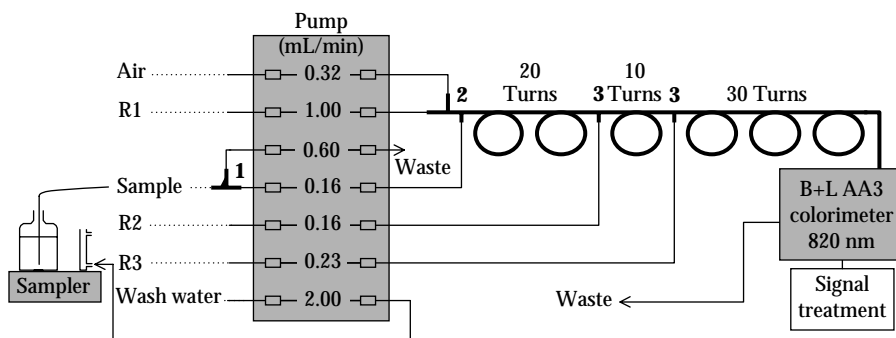 Pump
(mL/min)
Air 0.32
R1 1.00
0.60
Waste
1
Sample 0.16
R2 0.16
R3 0.23
Wash water 2.00
Sampler
20
Turns
10
Turns
30 Turns
2
3
3
B+L AA3
colorimeter
820 nm
Signal
treatment
Waste